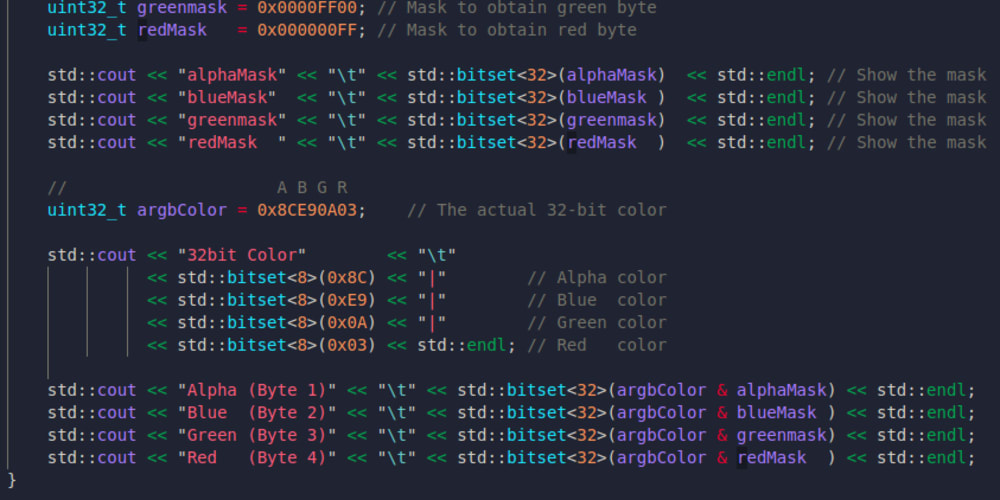 uint32_t greenmask = 0x0000FF00; // Mask to obtain green byte
uint32_t redMask   = 0x000000FF; // Mask to obtain red byte
std::cout << "alphaMask" << "\t" << std::bitset<32>(alphaMask)  << std::endl; // Show the mask
std::cout << "blueMask"  << "\t" << std::bitset<32>(blueMask )  << std::endl; // Show the mask
std::cout << "greenmask" << "\t" << std::bitset<32>(greenmask)  << std::endl; // Show the mask
std::cout << "redMask  " << "\t" << std::bitset<32>(redMask  )  << std::endl; // Show the mask
//                     A B G R
uint32_t argbColor = 0x8CE90A03;    // The actual 32-bit color
std::cout << "32bit Color"        << "\t"
          << std::bitset<8>(0x8C) << "|"        // Alpha color
          << std::bitset<8>(0xE9) << "|"        // Blue  color
          << std::bitset<8>(0x0A) << "|"        // Green color
          << std::bitset<8>(0x03) << std::endl; // Red   color
std::cout << "Alpha (Byte 1)" << "\t" << std::bitset<32>(argbColor & alphaMask) << std::endl;
std::cout << "Blue  (Byte 2)" << "\t" << std::bitset<32>(argbColor & blueMask ) << std::endl;
std::cout << "Green (Byte 3)" << "\t" << std::bitset<32>(argbColor & greenmask) << std::endl;
std::cout << "Red   (Byte 4)" << "\t" << std::bitset<32>(argbColor & redMask  ) << std::endl;
}